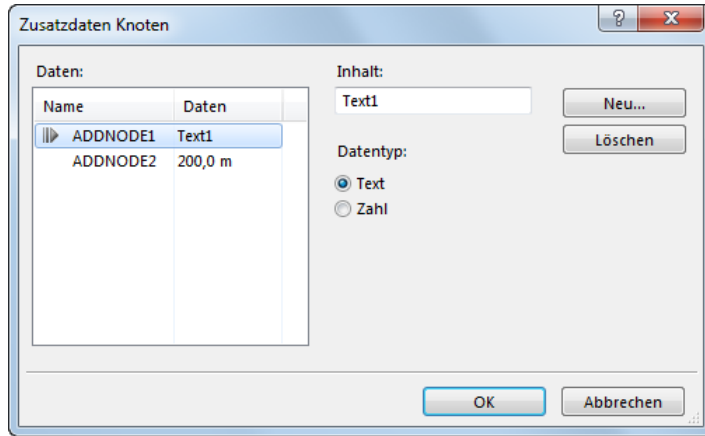 Zusatzdaten Knoten
Daten:
Name Daten
ADDNODE1 Text1
ADDNODE2 200,0 m
Inhalt:
Text1
Datentyp:
Text
Zahl
Neu...
Löschen
OK Abbrechen